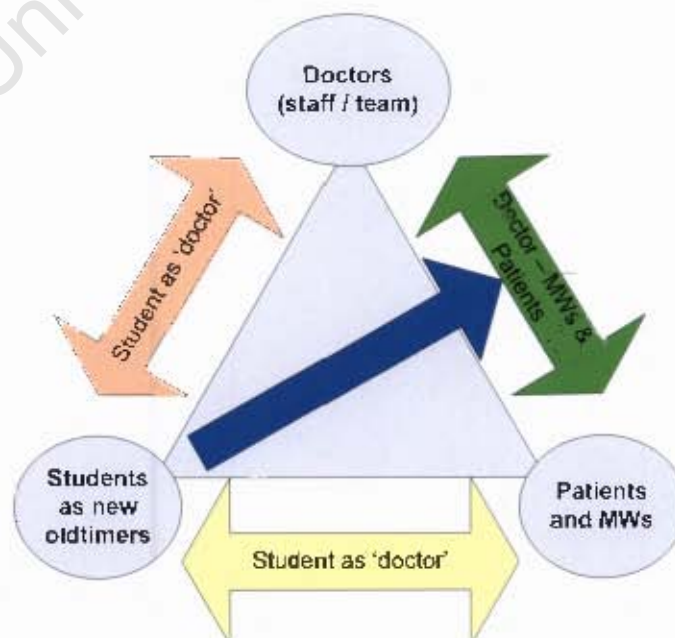 Doctors
(staff / team)
Student as 'doctor'
Doctor – MWs &
Patients
Students
as new
oldtimers
Patients
and MWs
Student as 'doctor'